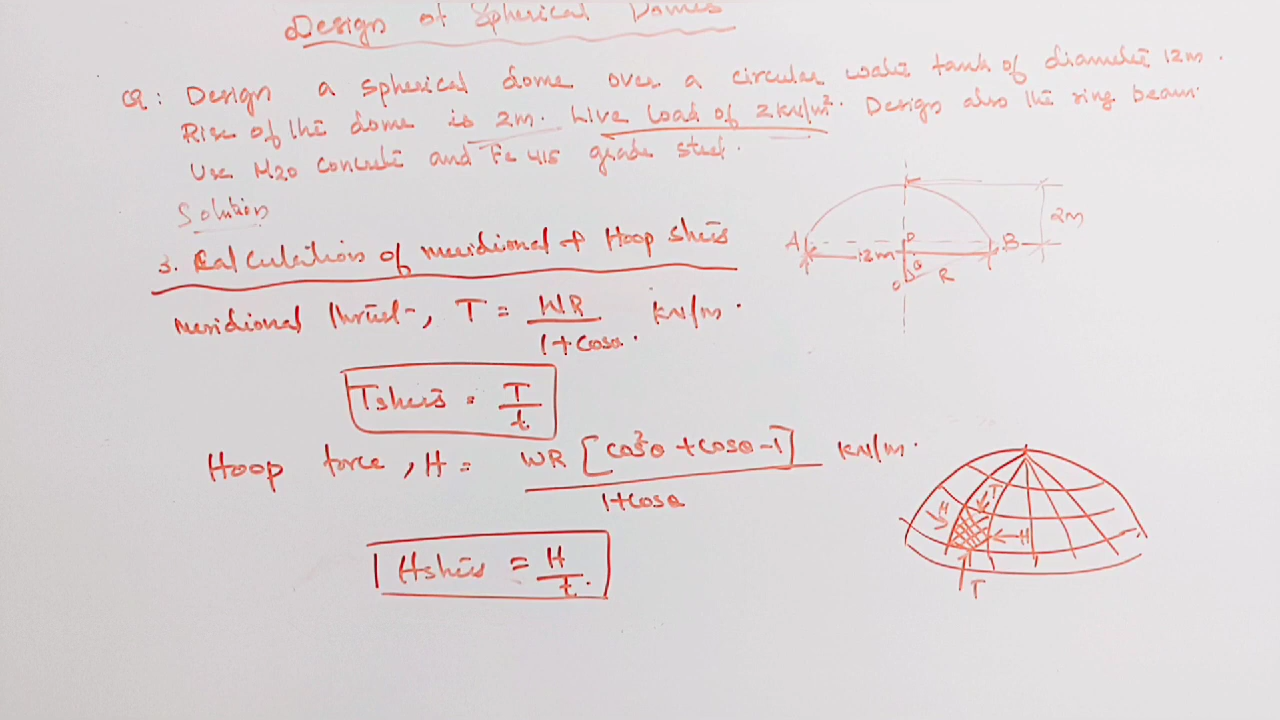 Design of Spherical Domes
Q: Design a spherical dome over a circular water tank of diameter 12m.
Rise of the dome is 2m. Live load of 2kN/m². Design also the ring beam.
Use M20 concrete and Fe 415 grade steel.
Solution
3. Calculation of meridional & Hoop stress
Meridional thrust, T = WR / 1+cosθ kN/m.
T stress = T / t
Hoop force, H = WR [cos²θ + cosθ - 1] / 1+cosθ kN/m.
H stress = H / t.
A
12m
P
B
2m
O
θ
R
H
T
H
T